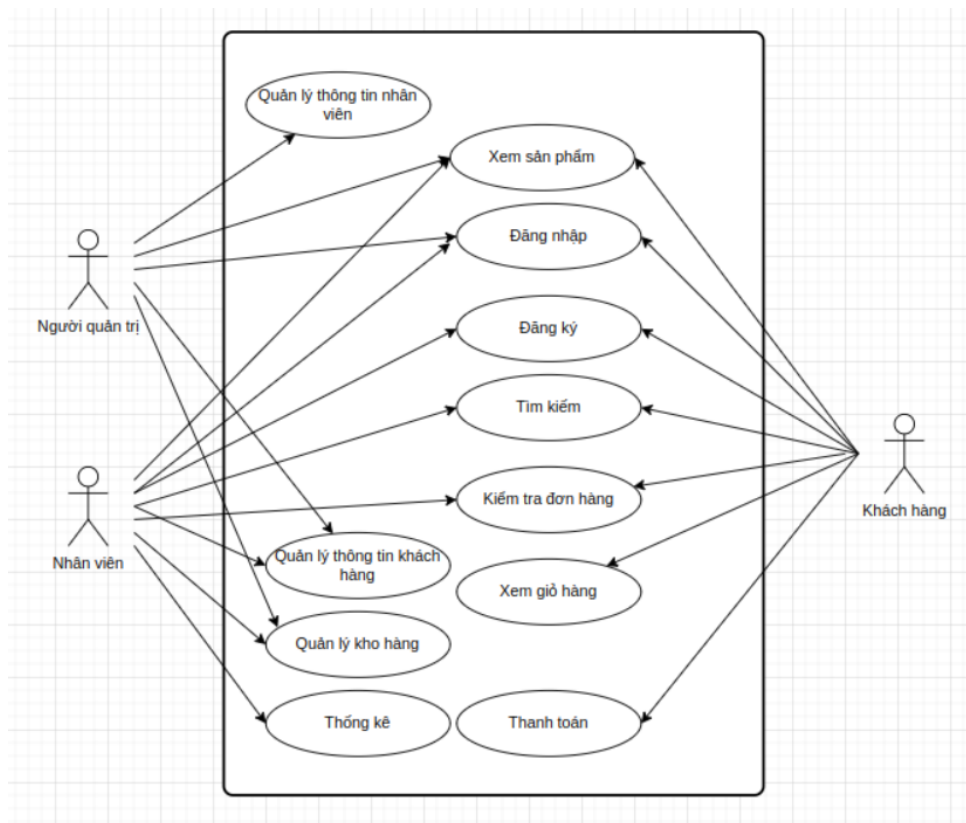 Quản lý thông tin nhân
viên
Xem sản phẩm
Đăng nhập
Người quản trị
Đăng ký
Tìm kiếm
Kiểm tra đơn hàng
Khách hàng
Nhân viên
Quản lý thông tin khách
hàng
Xem giỏ hàng
Quản lý kho hàng
Thống kê
Thanh toán